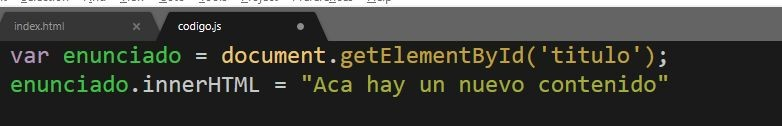 index.html × codigo.js
var enunciado = document.getElementById('titulo');
enunciado.innerHTML = "Aca hay un nuevo contenido"